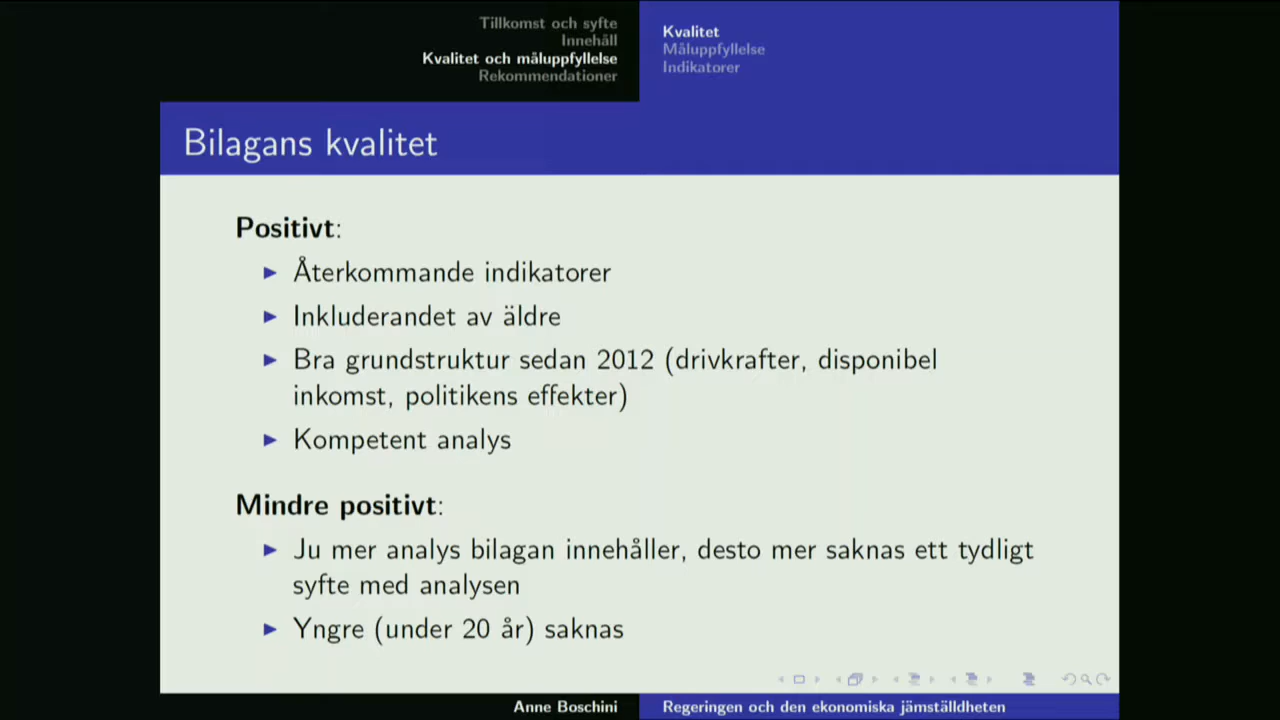 Tillkomst och syfte
Innehåll
Kvalitet och måluppfyllelse
Rekommendationer
Kvalitet
Måluppfyllelse
Indikatorer
Bilagans kvalitet
Positivt:
Återkommande indikatorer
Inkluderandet av äldre
Bra grundstruktur sedan 2012 (drivkrafter, disponibel
inkomst, politikens effekter)
Kompetent analys
Mindre positivt:
Ju mer analys bilagan innehåller, desto mer saknas ett tydligt
syfte med analysen
Yngre (under 20 år) saknas
Anne Boschini
Regeringen och den ekonomiska jämställdheten